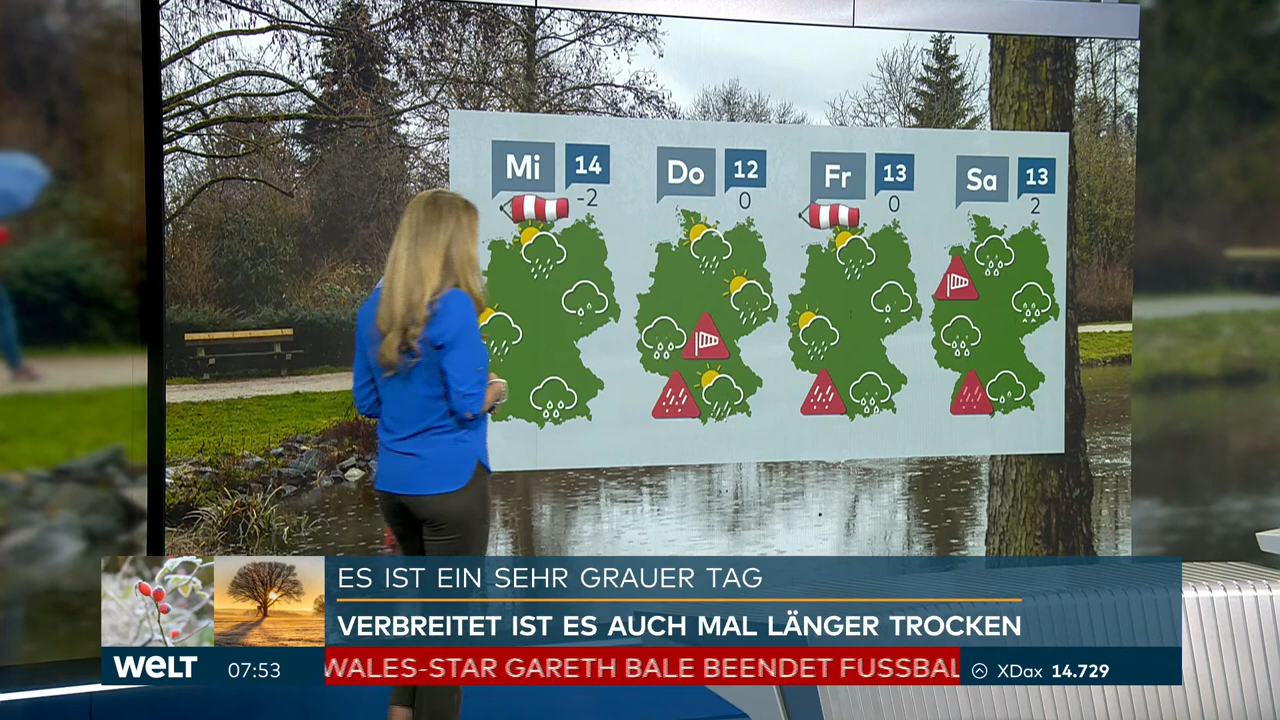 Mi 14 Do 12 Fr 13 Sa 13
-2 0 0 2
ES IST EIN SEHR GRAUER TAG
VERBREITET IST ES AUCH MAL LÄNGER TROCKEN
welt 07:53 WALES-STAR GARETH BALE BEENDET FUSSBAL XDax 14.729